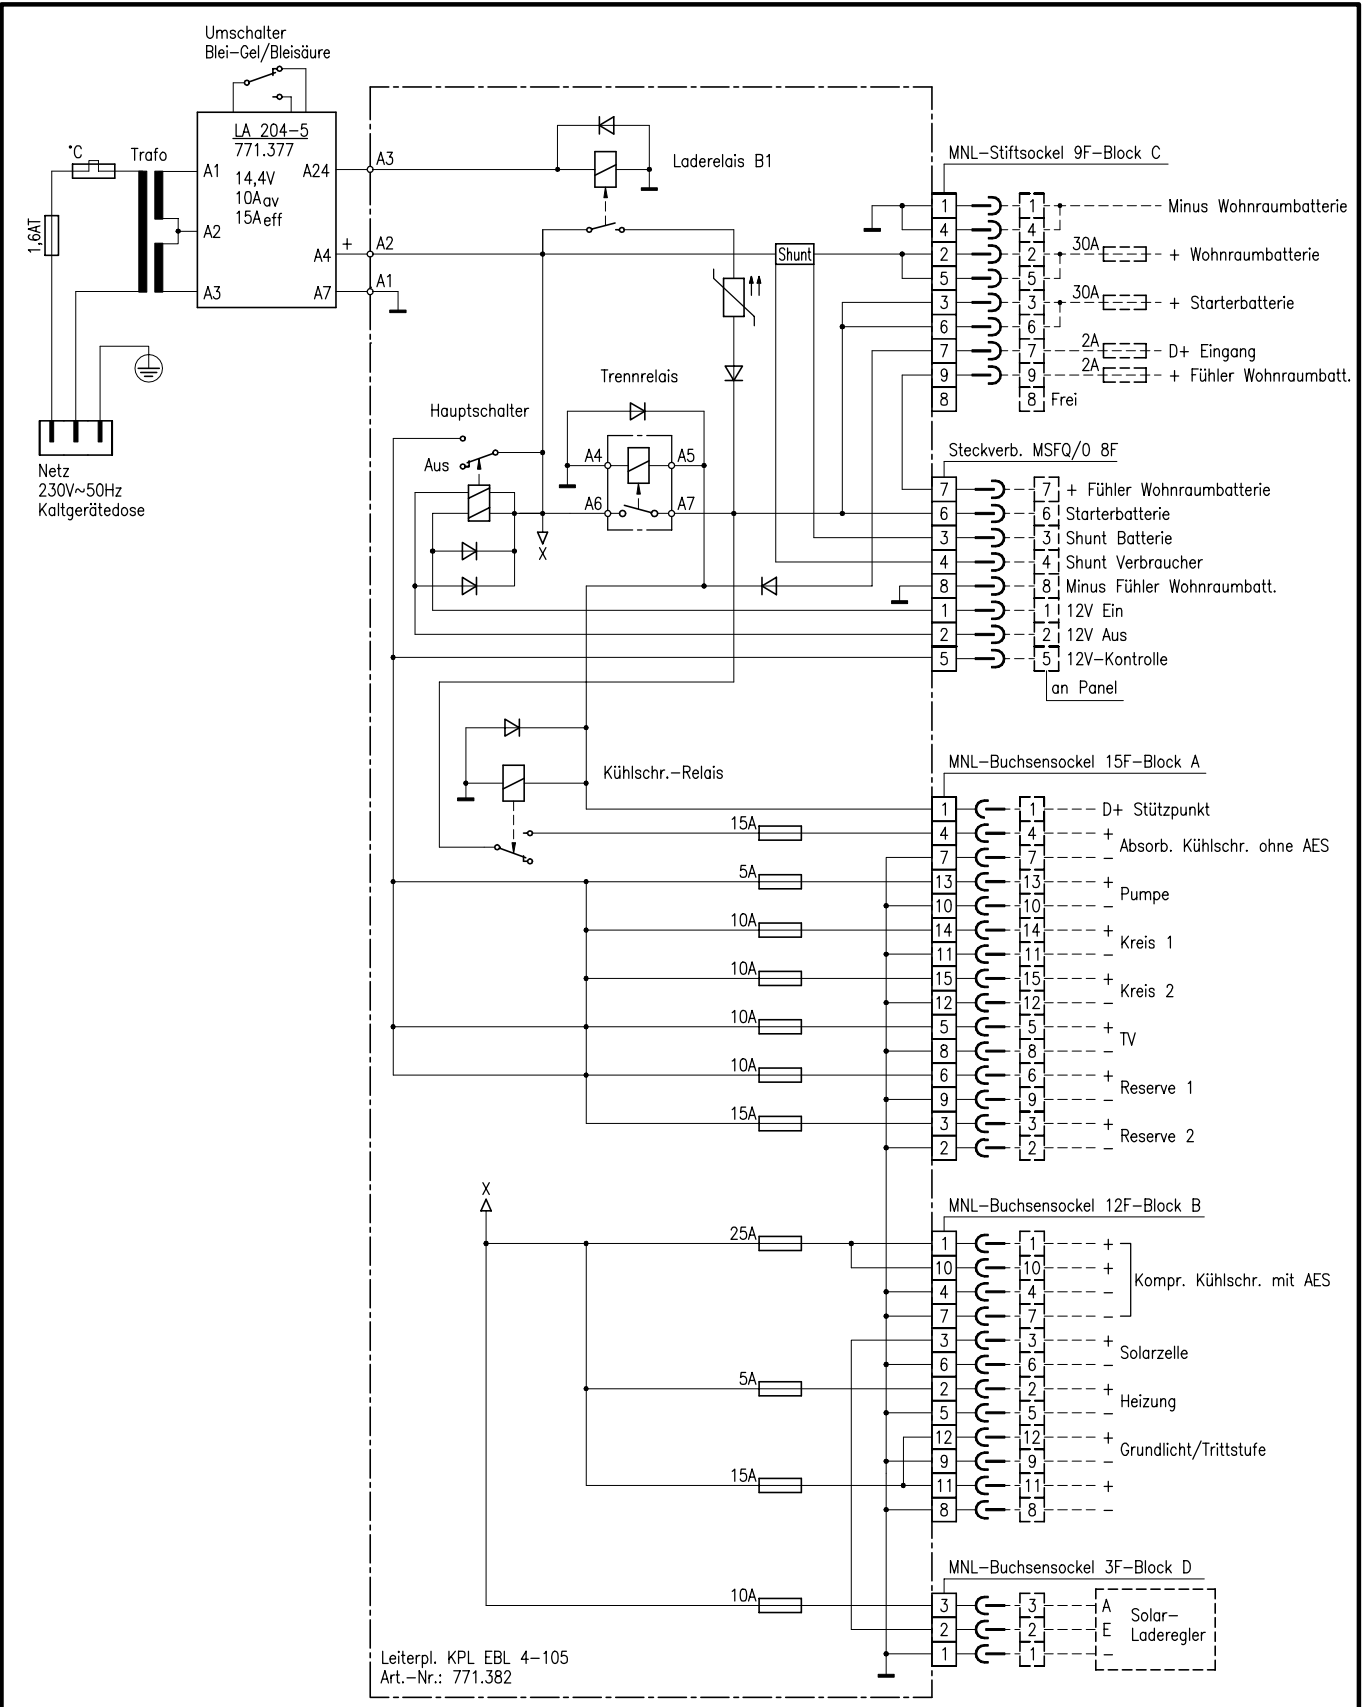 Umschalter
Blei-Gel/Bleisäure
LA 204-5
771.377
14,4V
10Aav
15Aeff
A1
A2
A3
A24
A4
A7
+
°C
Trafo
1,6AT
Netz
230V~50Hz
Kaltgerätedose
A3
A2
A1
Laderelais B1
Shunt
Trennrelais
A4
A5
A6
A7
Hauptschalter
Aus
X
Kühlschr.-Relais
MNL-Stiftsockel 9F-Block C
1 1 Minus Wohnraumbatterie
4 4
2 2 30A + Wohnraumbatterie
5 5
3 3 30A + Starterbatterie
6 6
7 7 2A D+ Eingang
9 9 2A + Fühler Wohnraumbatt.
8 8 Frei
Steckverb. MSFQ/O 8F
7 7 + Fühler Wohnraumbatterie
6 6 Starterbatterie
3 3 Shunt Batterie
4 4 Shunt Verbraucher
8 8 Minus Fühler Wohnraumbatt.
1 1 12V Ein
2 2 12V Aus
5 5 12V-Kontrolle
an Panel
MNL-Buchsensockel 15F-Block A
1 1 D+ Stützpunkt
15A 4 4 +
Absorb. Kühlschr. ohne AES
7 7 -
5A 13 13 +
Pumpe
10 10 -
10A 14 14 +
Kreis 1
11 11 -
10A 15 15 +
Kreis 2
12 12 -
10A 5 5 +
TV
8 8 -
10A 6 6 +
Reserve 1
9 9 -
15A 3 3 +
Reserve 2
2 2 -
X
MNL-Buchsensockel 12F-Block B
25A 1 1 +
10 10 +
Kompr. Kühlschr. mit AES
4 4 -
7 7 -
3 3 +
Solarzelle
6 6 -
5A 2 2 +
Heizung
5 5 -
12 12 +
Grundlicht/Trittstufe
9 9 -
15A 11 11 +
8 8 -
MNL-Buchsensockel 3F-Block D
10A 3 3 A
Solar-
2 2 E
Laderegler
1 1 -
Leiterpl. KPL EBL 4-105
Art.-Nr.: 771.382